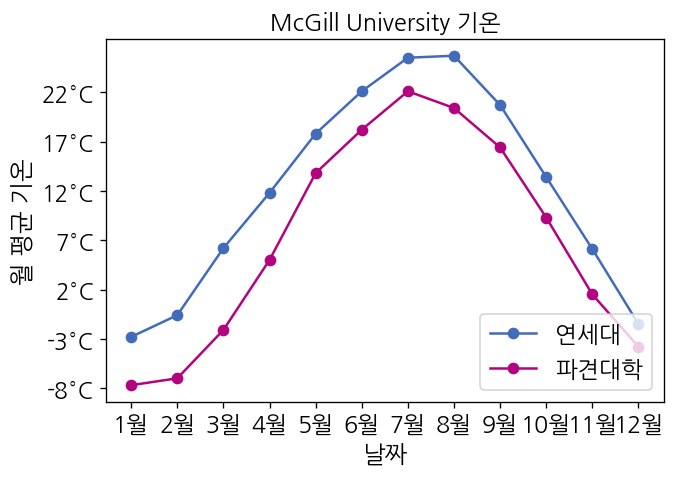 McGill University 기온
월 평균 기온
22˚C
17˚C
12˚C
7˚C
2˚C
-3˚C
-8˚C
1월 2월 3월 4월 5월 6월 7월 8월 9월 10월 11월 12월
날짜
연세대
파견대학